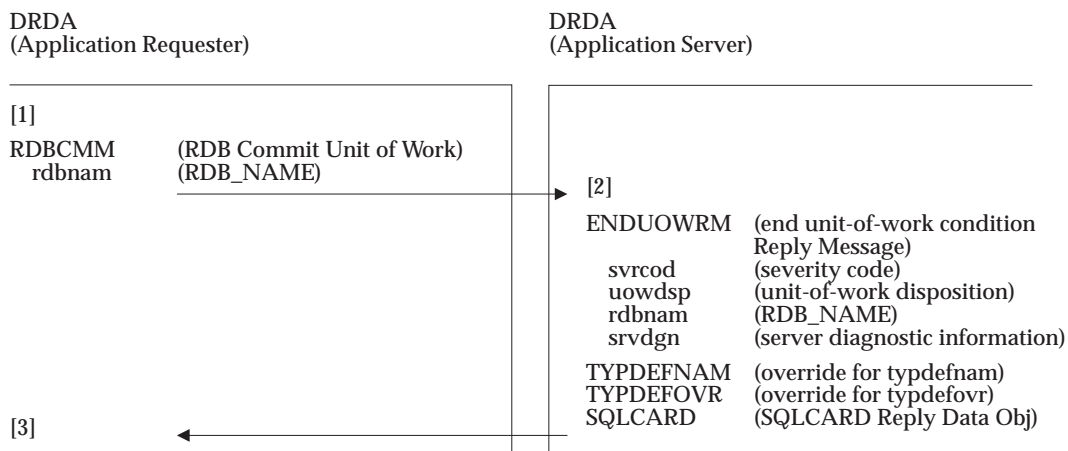 DRDA
(Application Requester)
DRDA
(Application Server)
[1]
RDBCMM (RDB Commit Unit of Work)
rdbnam (RDB_NAME)
[2]
ENDUOWRM (end unit-of-work condition
Reply Message)
svrcod (severity code)
uowdsp (unit-of-work disposition)
rdbnam (RDB_NAME)
srvdgn (server diagnostic information)
TYPDEFNAM (override for typdefnam)
TYPDEFOVR (override for typdefovr)
SQLCARD (SQLCARD Reply Data Obj)
[3]